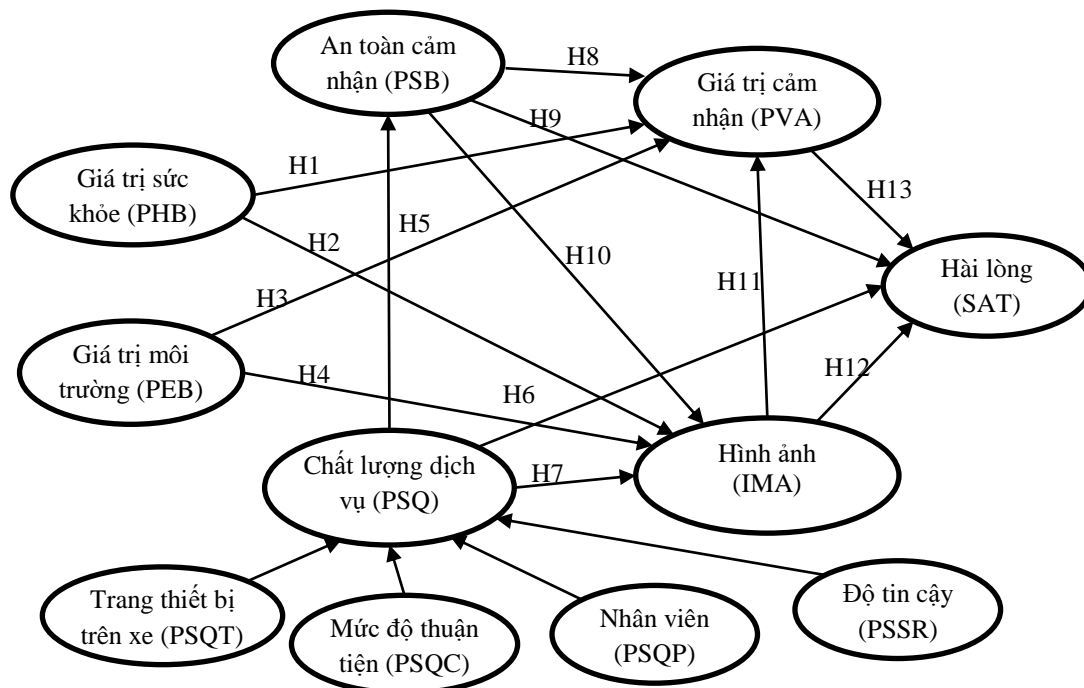 An toàn cảm
nhận (PSB)
H8
Giá trị cảm
nhận (PVA)
H9
H1
Giá trị sức
khỏe (PHB)
H13
H2
H5
H10
Hài lòng
(SAT)
H11
H3
Giá trị môi
trường (PEB)
H4
H12
H6
Chất lượng dịch
vụ (PSQ)
H7
Hình ảnh
(IMA)
Trang thiết bị
trên xe (PSQT)
Mức độ thuận
tiện (PSQC)
Nhân viên
(PSQP)
Độ tin cậy
(PSSR)